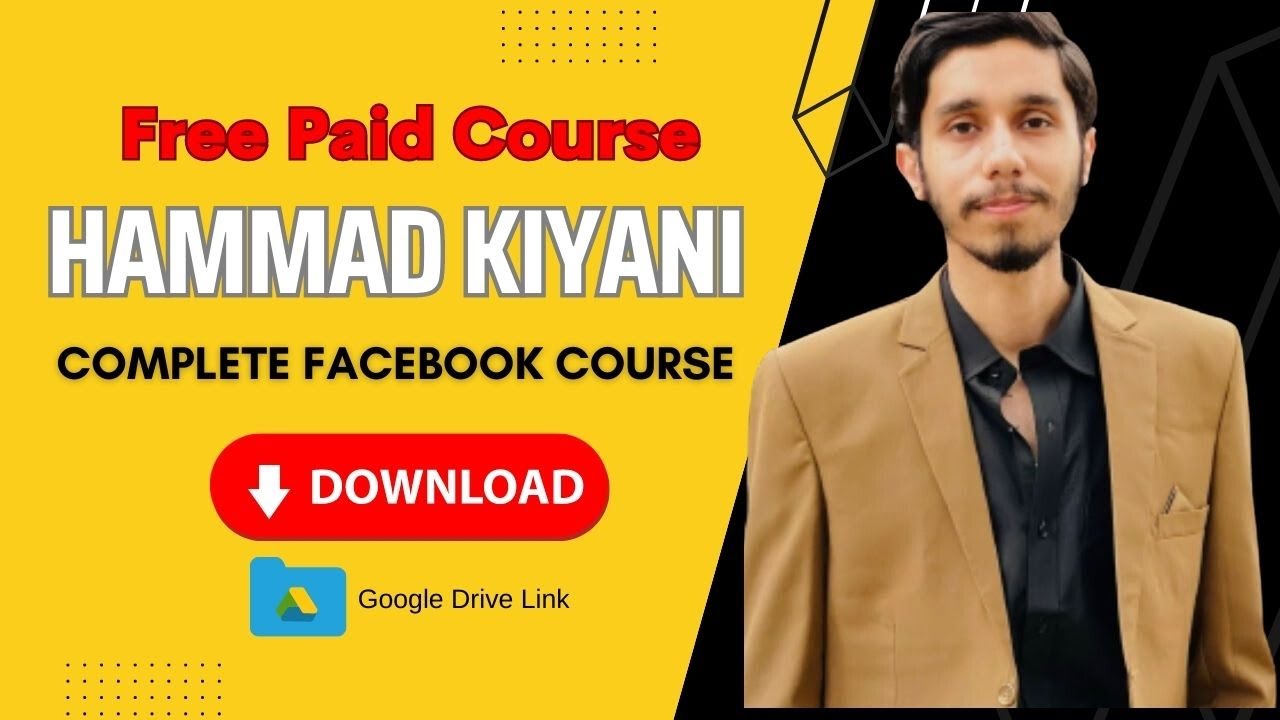 Free Paid Course
HAMMAD KIYANI
COMPLETE FACEBOOK COURSE
DOWNLOAD
Google Drive Link